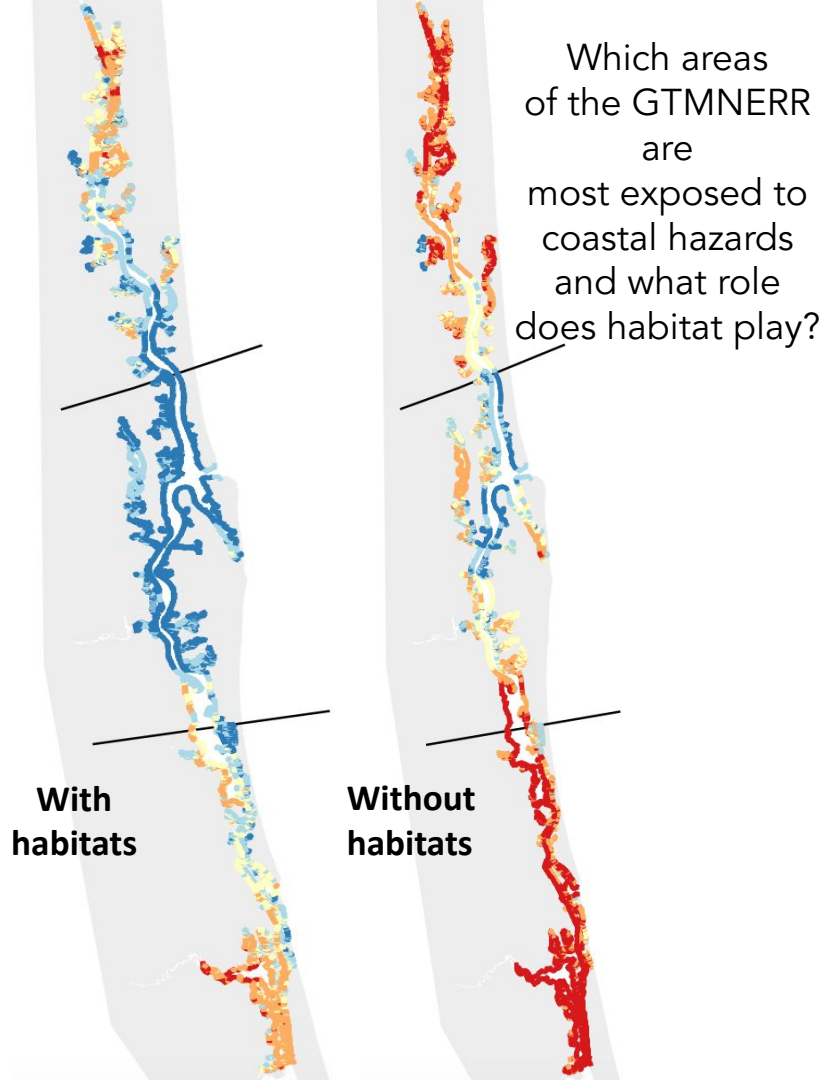 Which areas
of the GTMNERR
are
most exposed to
coastal hazards
and what role
does habitat play?
With
habitats
Without
habitats